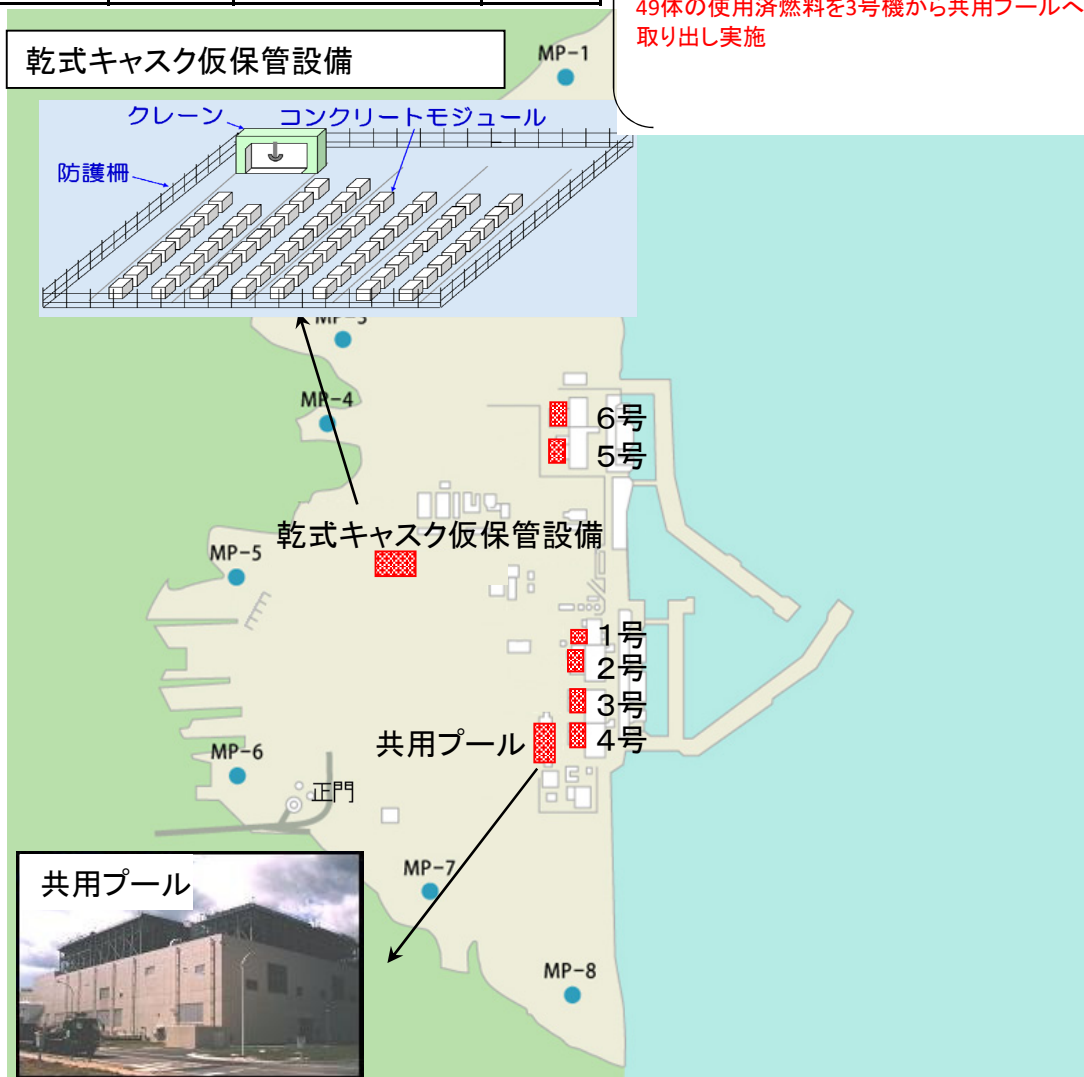 49体の使用済燃料を3号機から共用プールへ
取り出し実施
乾式キャスク仮保管設備
MP-1
クレーン
コンクリートモジュール
防護柵
MP-3
MP-4
6号
5号
乾式キャスク仮保管設備
MP-5
1号
2号
3号
4号
共用プール
MP-6
正門
共用プール
MP-7
MP-8